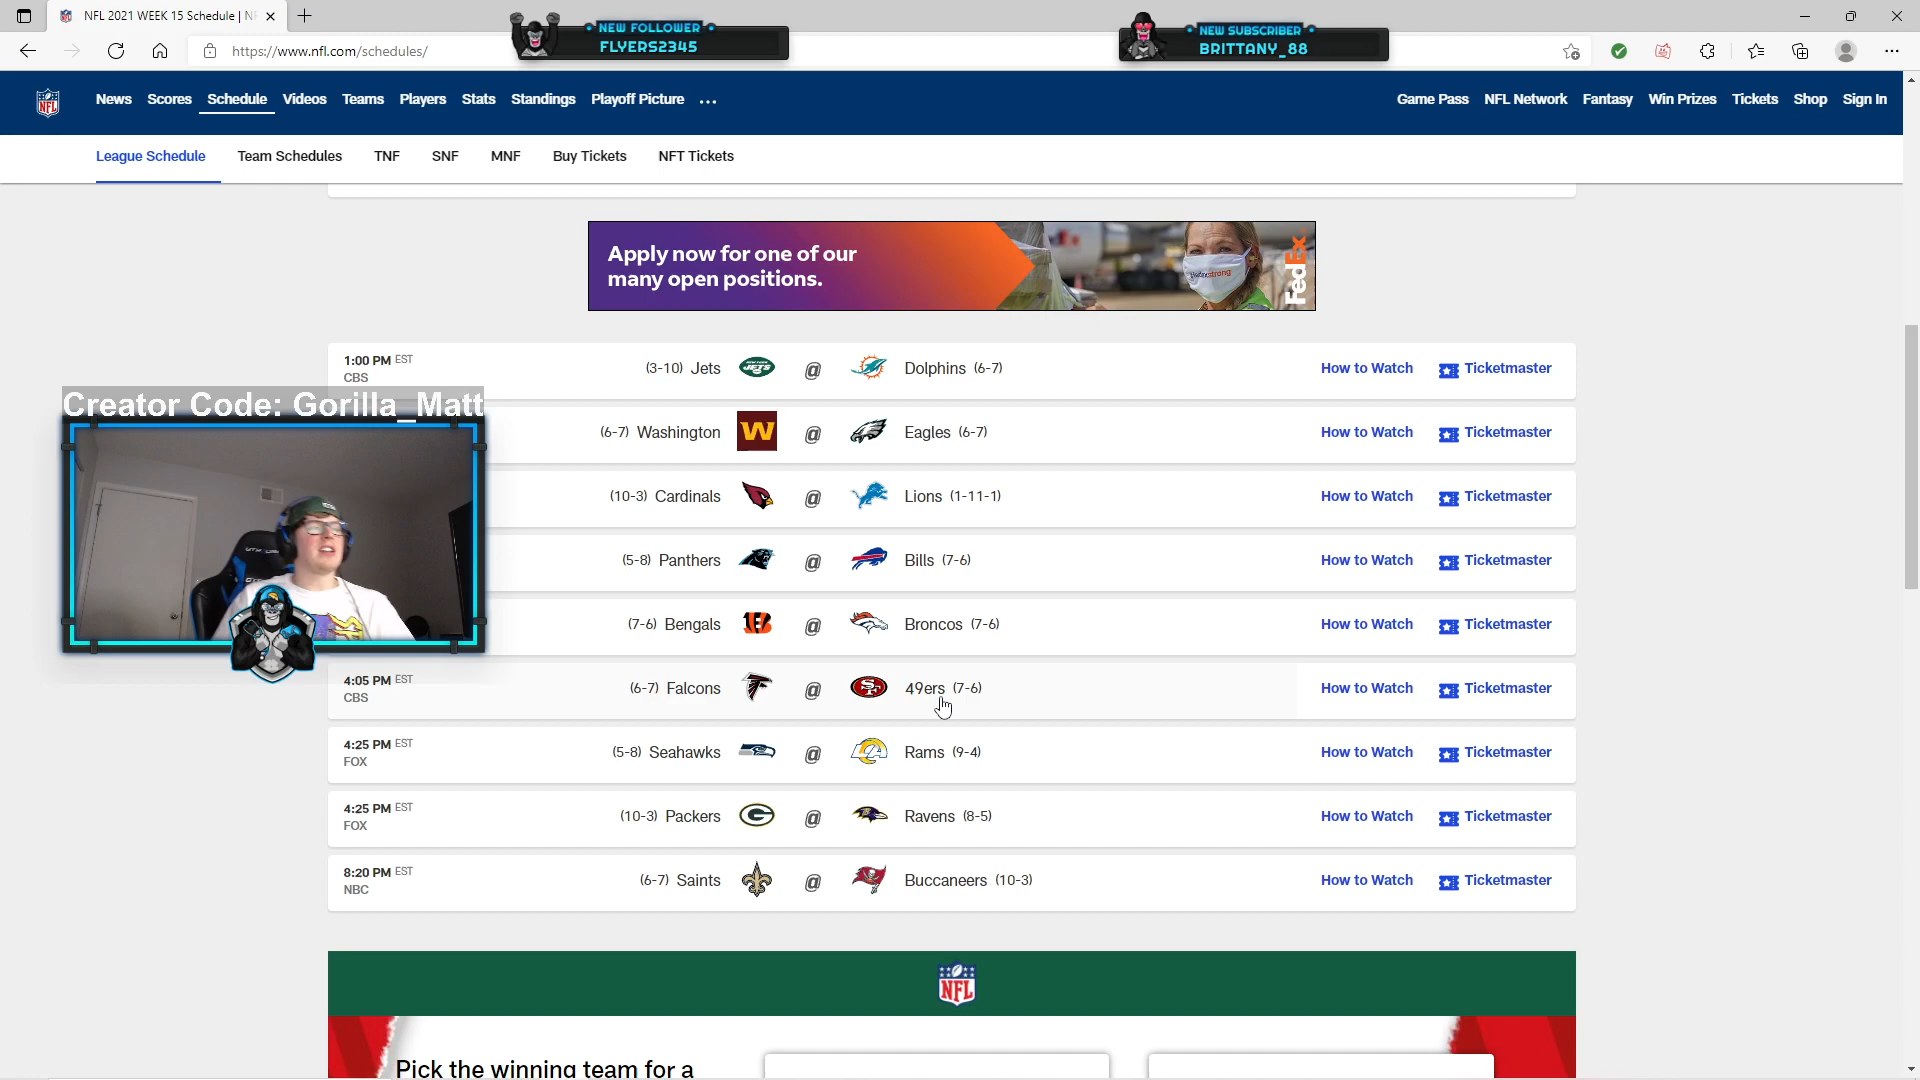 NFL 2021 WEEK 15 Schedule | NF
NEW FOLLOWER
FLYERS2345
NEW SUBSCRIBER
BRITTANY_88
https://www.nfl.com/schedules/
NFL
News Scores Schedule Videos Teams Players Stats Standings Playoff Picture ...
Game Pass NFL Network Fantasy Win Prizes Tickets Shop Sign In
League Schedule Team Schedules TNF SNF MNF Buy Tickets NFT Tickets
Apply now for one of our
many open positions.
FedEx
1:00 PM EST
CBS
(3-10) Jets @ Dolphins (6-7) How to Watch Ticketmaster
Creator Code: Gorilla_Matt
(6-7) Washington W @ Eagles (6-7) How to Watch Ticketmaster
(10-3) Cardinals @ Lions (1-11-1) How to Watch Ticketmaster
(5-8) Panthers @ Bills (7-6) How to Watch Ticketmaster
(7-6) Bengals @ Broncos (7-6) How to Watch Ticketmaster
4:05 PM EST
CBS
(6-7) Falcons @ SF 49ers (7-6) How to Watch Ticketmaster
4:25 PM EST
FOX
(5-8) Seahawks @ LA Rams (9-4) How to Watch Ticketmaster
4:25 PM EST
FOX
(10-3) Packers G @ Ravens (8-5) How to Watch Ticketmaster
8:20 PM EST
NBC
(6-7) Saints @ Buccaneers (10-3) How to Watch Ticketmaster
NFL
Pick the winning team for a